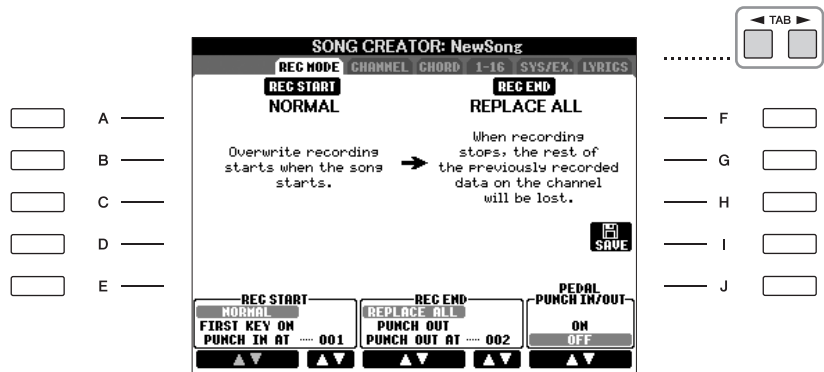 ◄ TAB ►
SONG CREATOR: NewSong
REC MODE CHANNEL CHORD 1-16 SYS/EX. LYRICS
REC START
NORMAL
Overwrite recording
starts when the song
starts.
REC END
REPLACE ALL
When recording
stops, the rest of
the previously recorded
data on the channel
will be lost.
A
B
C
D
E
F
G
H
I
J
SAVE
REC START
NORMAL
FIRST KEY ON
PUNCH IN AT ····· 001
REC END
REPLACE ALL
PUNCH OUT
PUNCH OUT AT ····· 002
PEDAL
PUNCH IN/OUT
ON
OFF